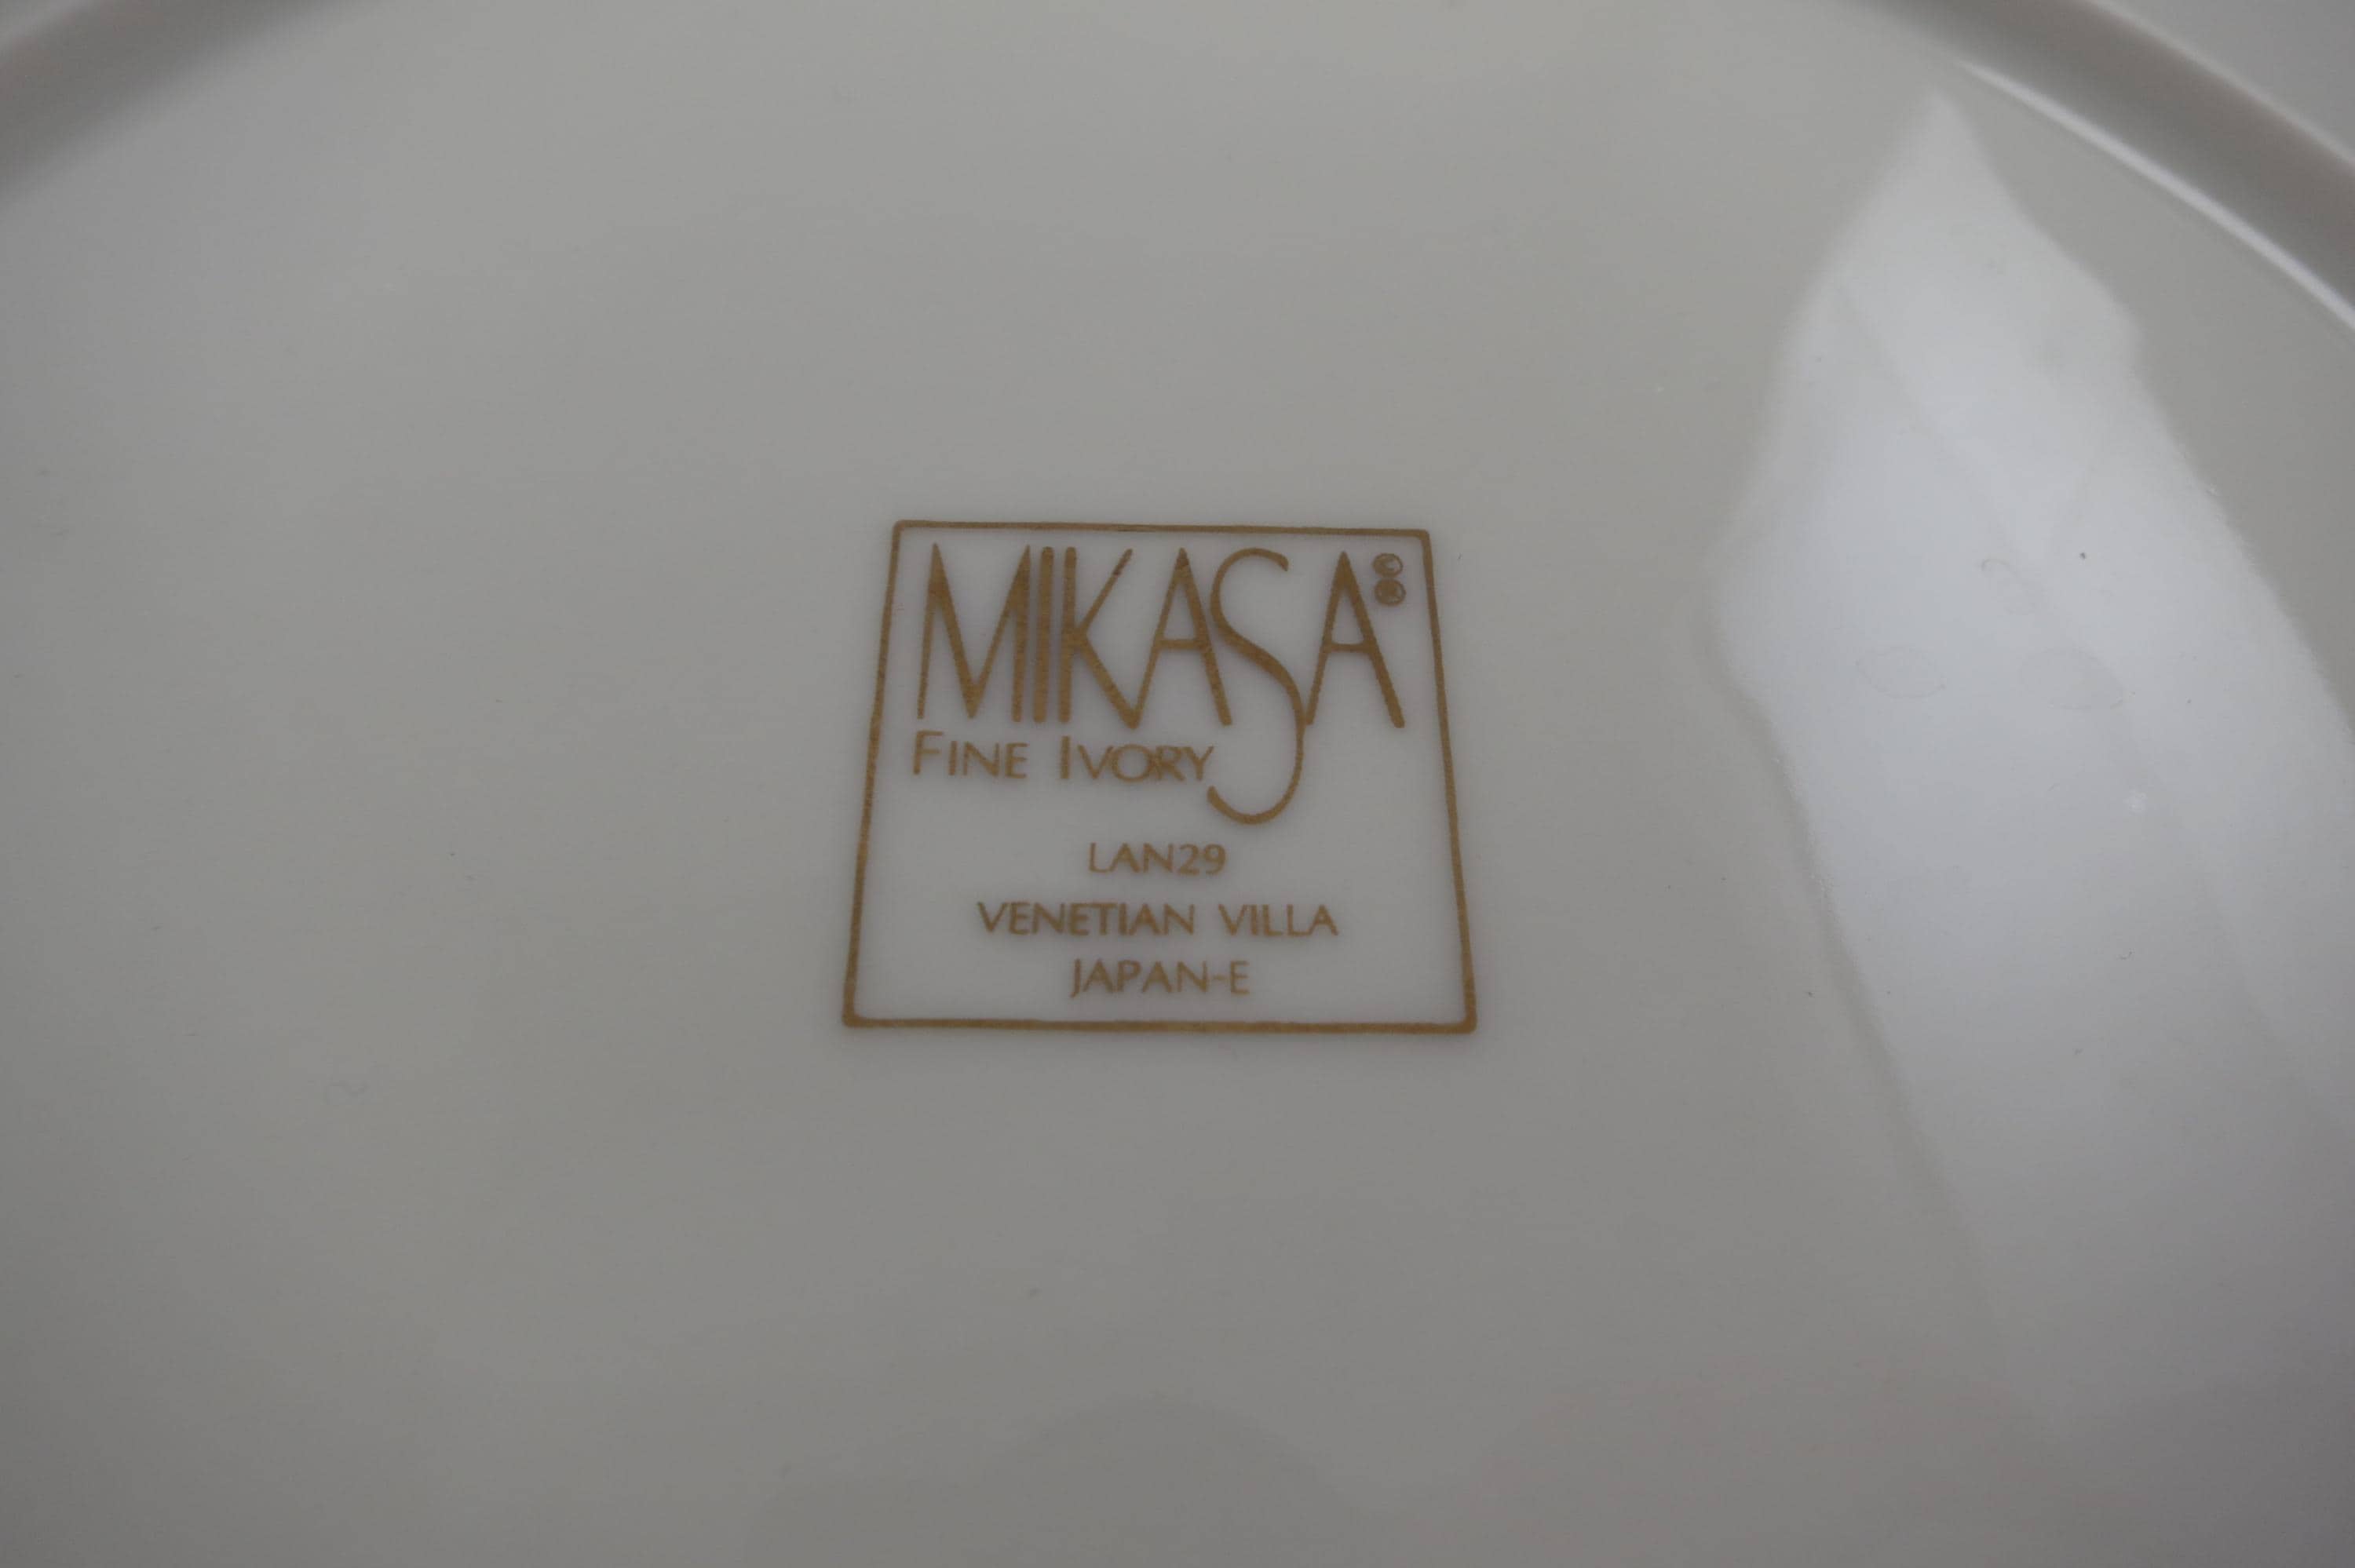 MIKASA©®
FINE IVORY
LAN29
VENETIAN VILLA
JAPAN-E